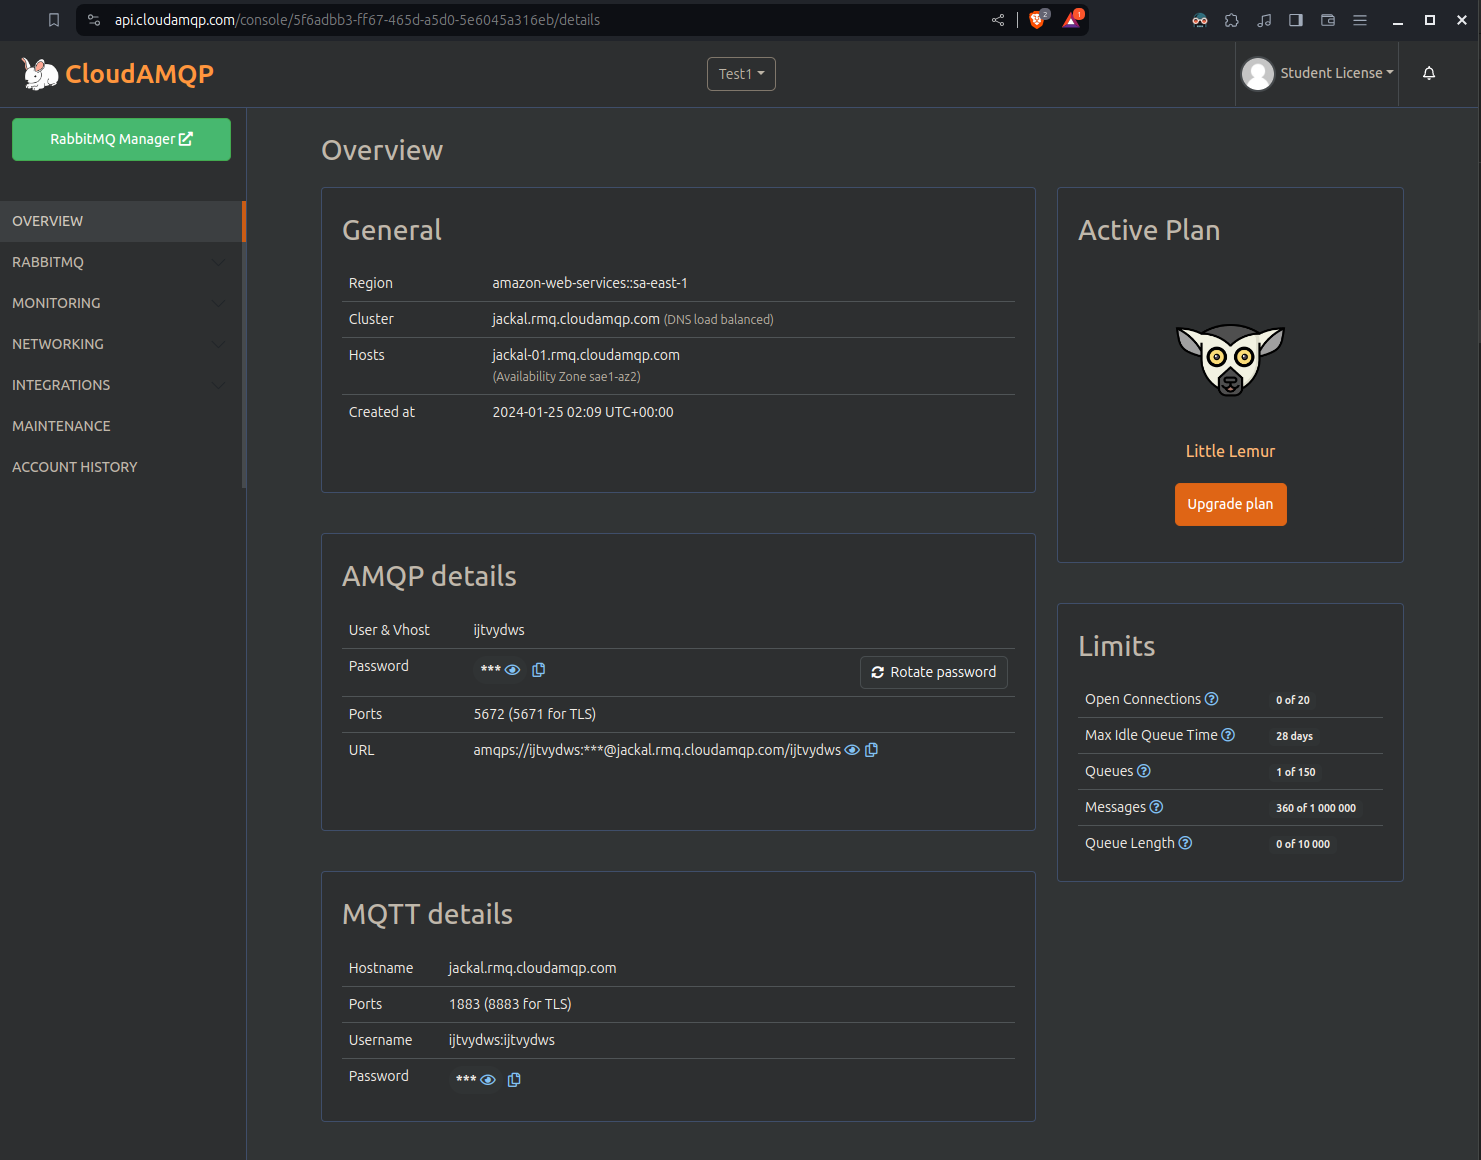 api.cloudamqp.com/console/5f6adbb3-ff67-465d-a5d0-5e6045a316eb/details
2
1
CloudAMQP
Test1
Student License
RabbitMQ Manager
OVERVIEW
RABBITMQ
MONITORING
NETWORKING
INTEGRATIONS
MAINTENANCE
ACCOUNT HISTORY
Overview
General
Region amazon-web-services::sa-east-1
Cluster jackal.rmq.cloudamqp.com (DNS load balanced)
Hosts jackal-01.rmq.cloudamqp.com
(Availability Zone sae1-az2)
Created at 2024-01-25 02:09 UTC+00:00
Active Plan
Little Lemur
Upgrade plan
AMQP details
User & Vhost ijtvydws
Password *** Rotate password
Ports 5672 (5671 for TLS)
URL amqps://ijtvydws:***@jackal.rmq.cloudamqp.com/ijtvydws
Limits
Open Connections 0 of 20
Max Idle Queue Time 28 days
Queues 1 of 150
Messages 360 of 1 000 000
Queue Length 0 of 10 000
MQTT details
Hostname jackal.rmq.cloudamqp.com
Ports 1883 (8883 for TLS)
Username ijtvydws:ijtvydws
Password ***